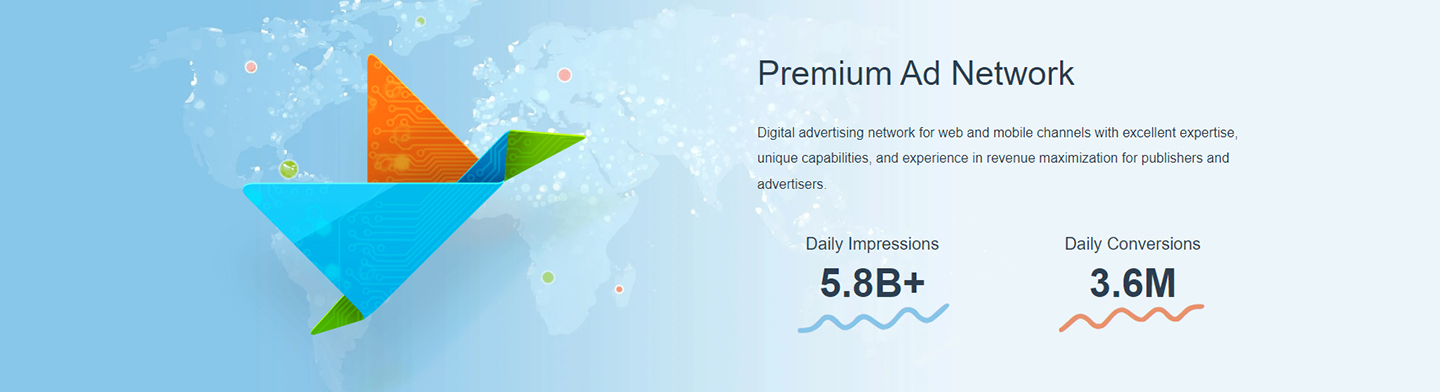 Premium Ad Network
Digital advertising network for web and mobile channels with excellent expertise,
unique capabilities, and experience in revenue maximization for publishers and
advertisers.
Daily Impressions
5.8B+
Daily Conversions
3.6M